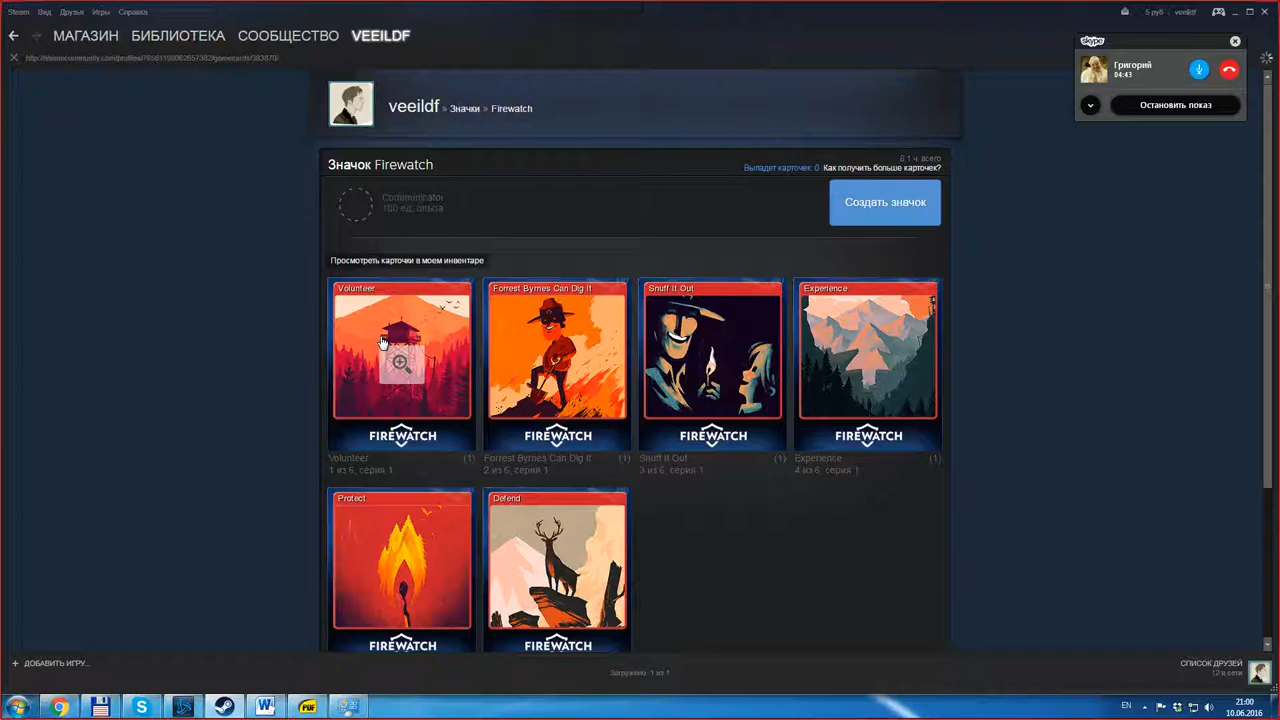 Steam Вид Друзья Игры Справка
5 руб veeildf
МАГАЗИН БИБЛИОТЕКА СООБЩЕСТВО VEEILDF
skype
Григорий
04:43
Остановить показ
veeildf » Значки » Firewatch
Значок Firewatch
8.1 ч. всего
Выпадет карточек: 0 Как получить больше карточек?
Communicator
100 ед. опыта
Создать значок
Просмотреть карточки в моем инвентаре
Volunteer
Forrest Byrnes Can Dig It
Snuff It Out
Experience
FIREWATCH
FIREWATCH
FIREWATCH
FIREWATCH
Volunteer (1)
1 из 6, серия 1
Forrest Byrnes Can Dig It (1)
2 из 6, серия 1
Snuff It Out (1)
3 из 6, серия 1
Experience (1)
4 из 6, серия 1
Protect
Defend
FIREWATCH
FIREWATCH
+ ДОБАВИТЬ ИГРУ...
Загружено 1 из 1
СПИСОК ДРУЗЕЙ
12 в сети
EN
21:00
10.06.2016